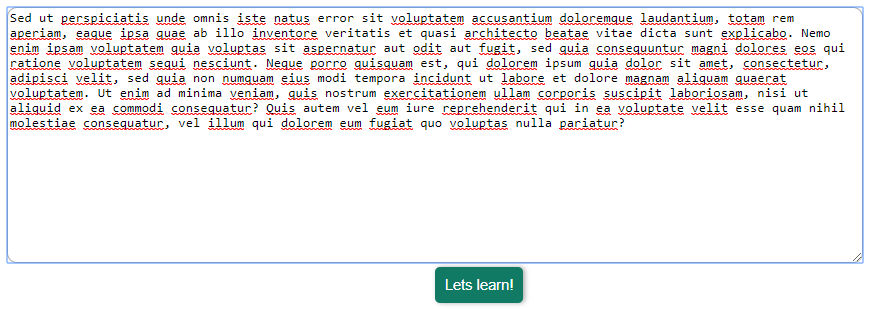 Sed ut perspiciatis unde omnis iste natus error sit voluptatem accusantium doloremque laudantium, totam rem
aperiam, eaque ipsa quae ab illo inventore veritatis et quasi architecto beatae vitae dicta sunt explicabo. Nemo
enim ipsam voluptatem quia voluptas sit aspernatur aut odit aut fugit, sed quia consequuntur magni dolores eos qui
ratione voluptatem sequi nesciunt. Neque porro quisquam est, qui dolorem ipsum quia dolor sit amet, consectetur,
adipisci velit, sed quia non numquam eius modi tempora incidunt ut labore et dolore magnam aliquam quaerat
voluptatem. Ut enim ad minima veniam, quis nostrum exercitationem ullam corporis suscipit laboriosam, nisi ut
aliquid ex ea commodi consequatur? Quis autem vel eum iure reprehenderit qui in ea voluptate velit esse quam nihil
molestiae consequatur, vel illum qui dolorem eum fugiat quo voluptas nulla pariatur?
Lets learn!